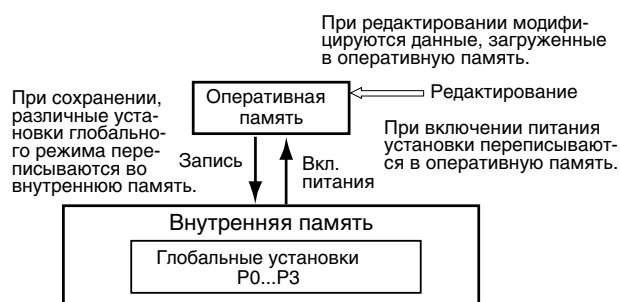 При редактировании модифи-
цируются данные, загруженные
в оперативную память.
При сохранении,
различные уста-
новки глобально-
го режима пере-
писываются во
внутреннюю память.
Оперативная
память
Редактирование
При включении питания
установки переписывают-
ся в оперативную память.
Запись
Вкл.
питания
Внутренняя память
Глобальные установки
P0...P3